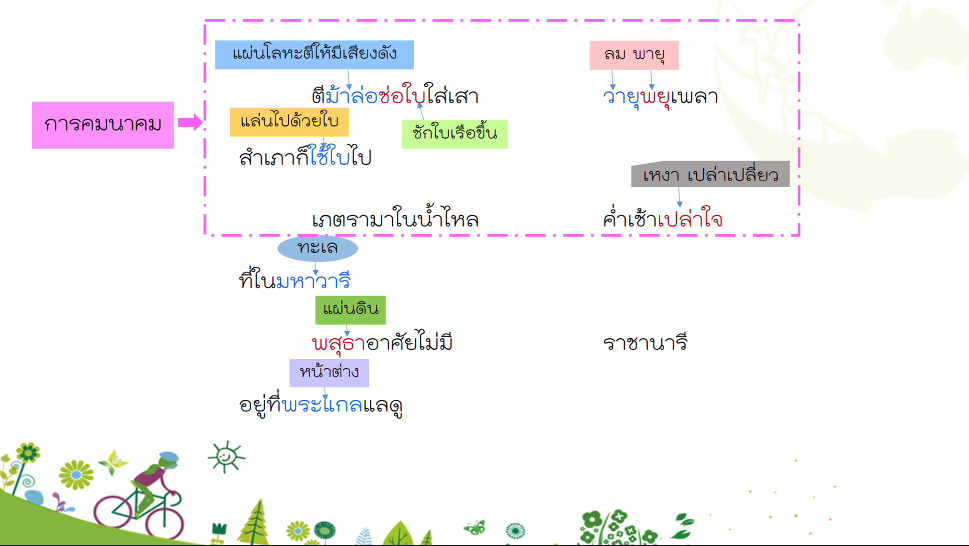 แผ่นโลหะตีให้มีเสียงดัง
ลม พายุ
ตีม้าล่อช่อใบใส่เสา
วายุพยุเพลา
การคมนาคม
แล่นไปด้วยใบ
ชักใบเรือขึ้น
สำเภาก็ใช้ใบไป
เหงา เปล่าเปลี่ยว
เภตรามาในน้ำไหล
ค่ำเช้าเปล่าใจ
ทะเล
ที่ในมหาวารี
แผ่นดิน
พสุธาอาศัยไม่มี
ราชานารี
หน้าต่าง
อยู่ที่พระแกลแลดู